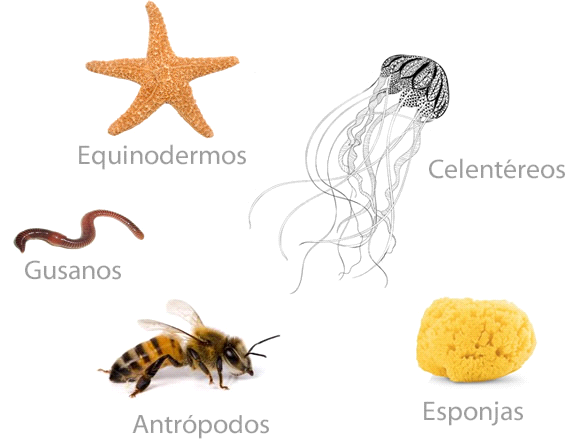 Equinodermos
Celentéreos
Gusanos
Antrópodos
Esponjas